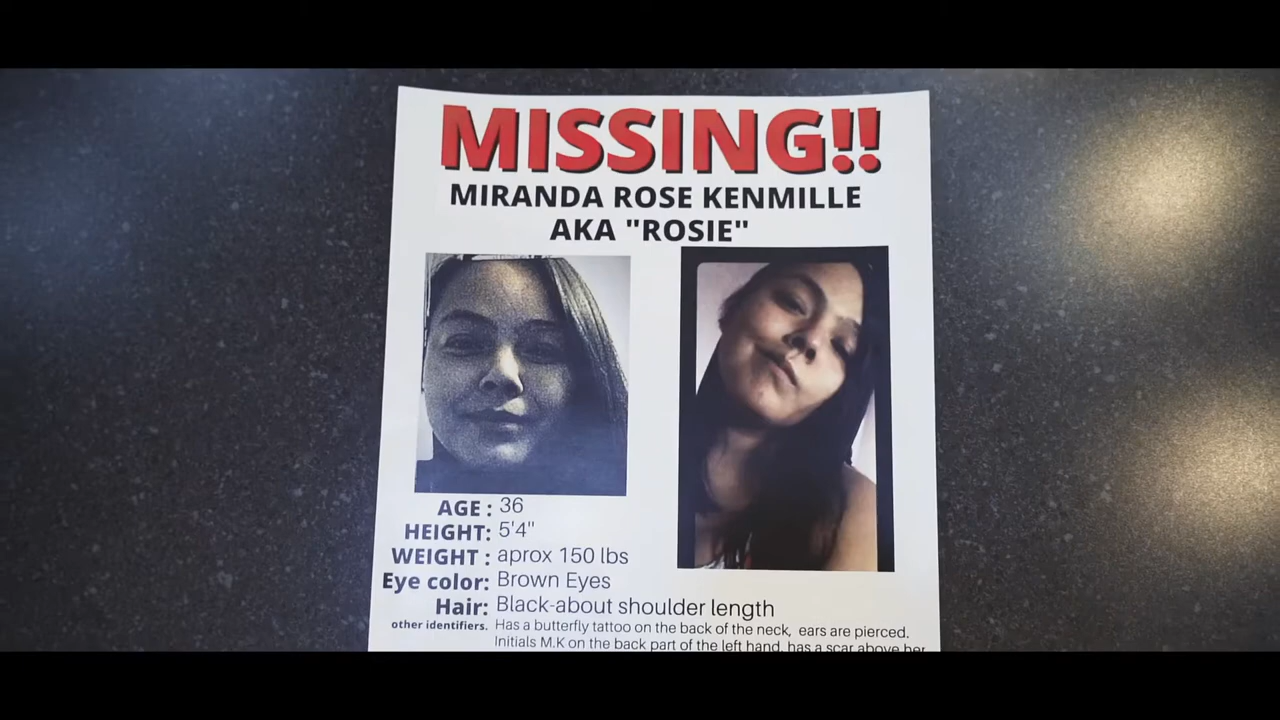 MISSING!!
MIRANDA ROSE KENMILLE
AKA "ROSIE"
AGE : 36
HEIGHT: 5'4"
WEIGHT : aprox 150 lbs
Eye color: Brown Eyes
Hair: Black-about shoulder length
other identifiers. Has a butterfly tattoo on the back of the neck, ears are pierced.
Initials M.K on the back part of the left hand, has a scar above her